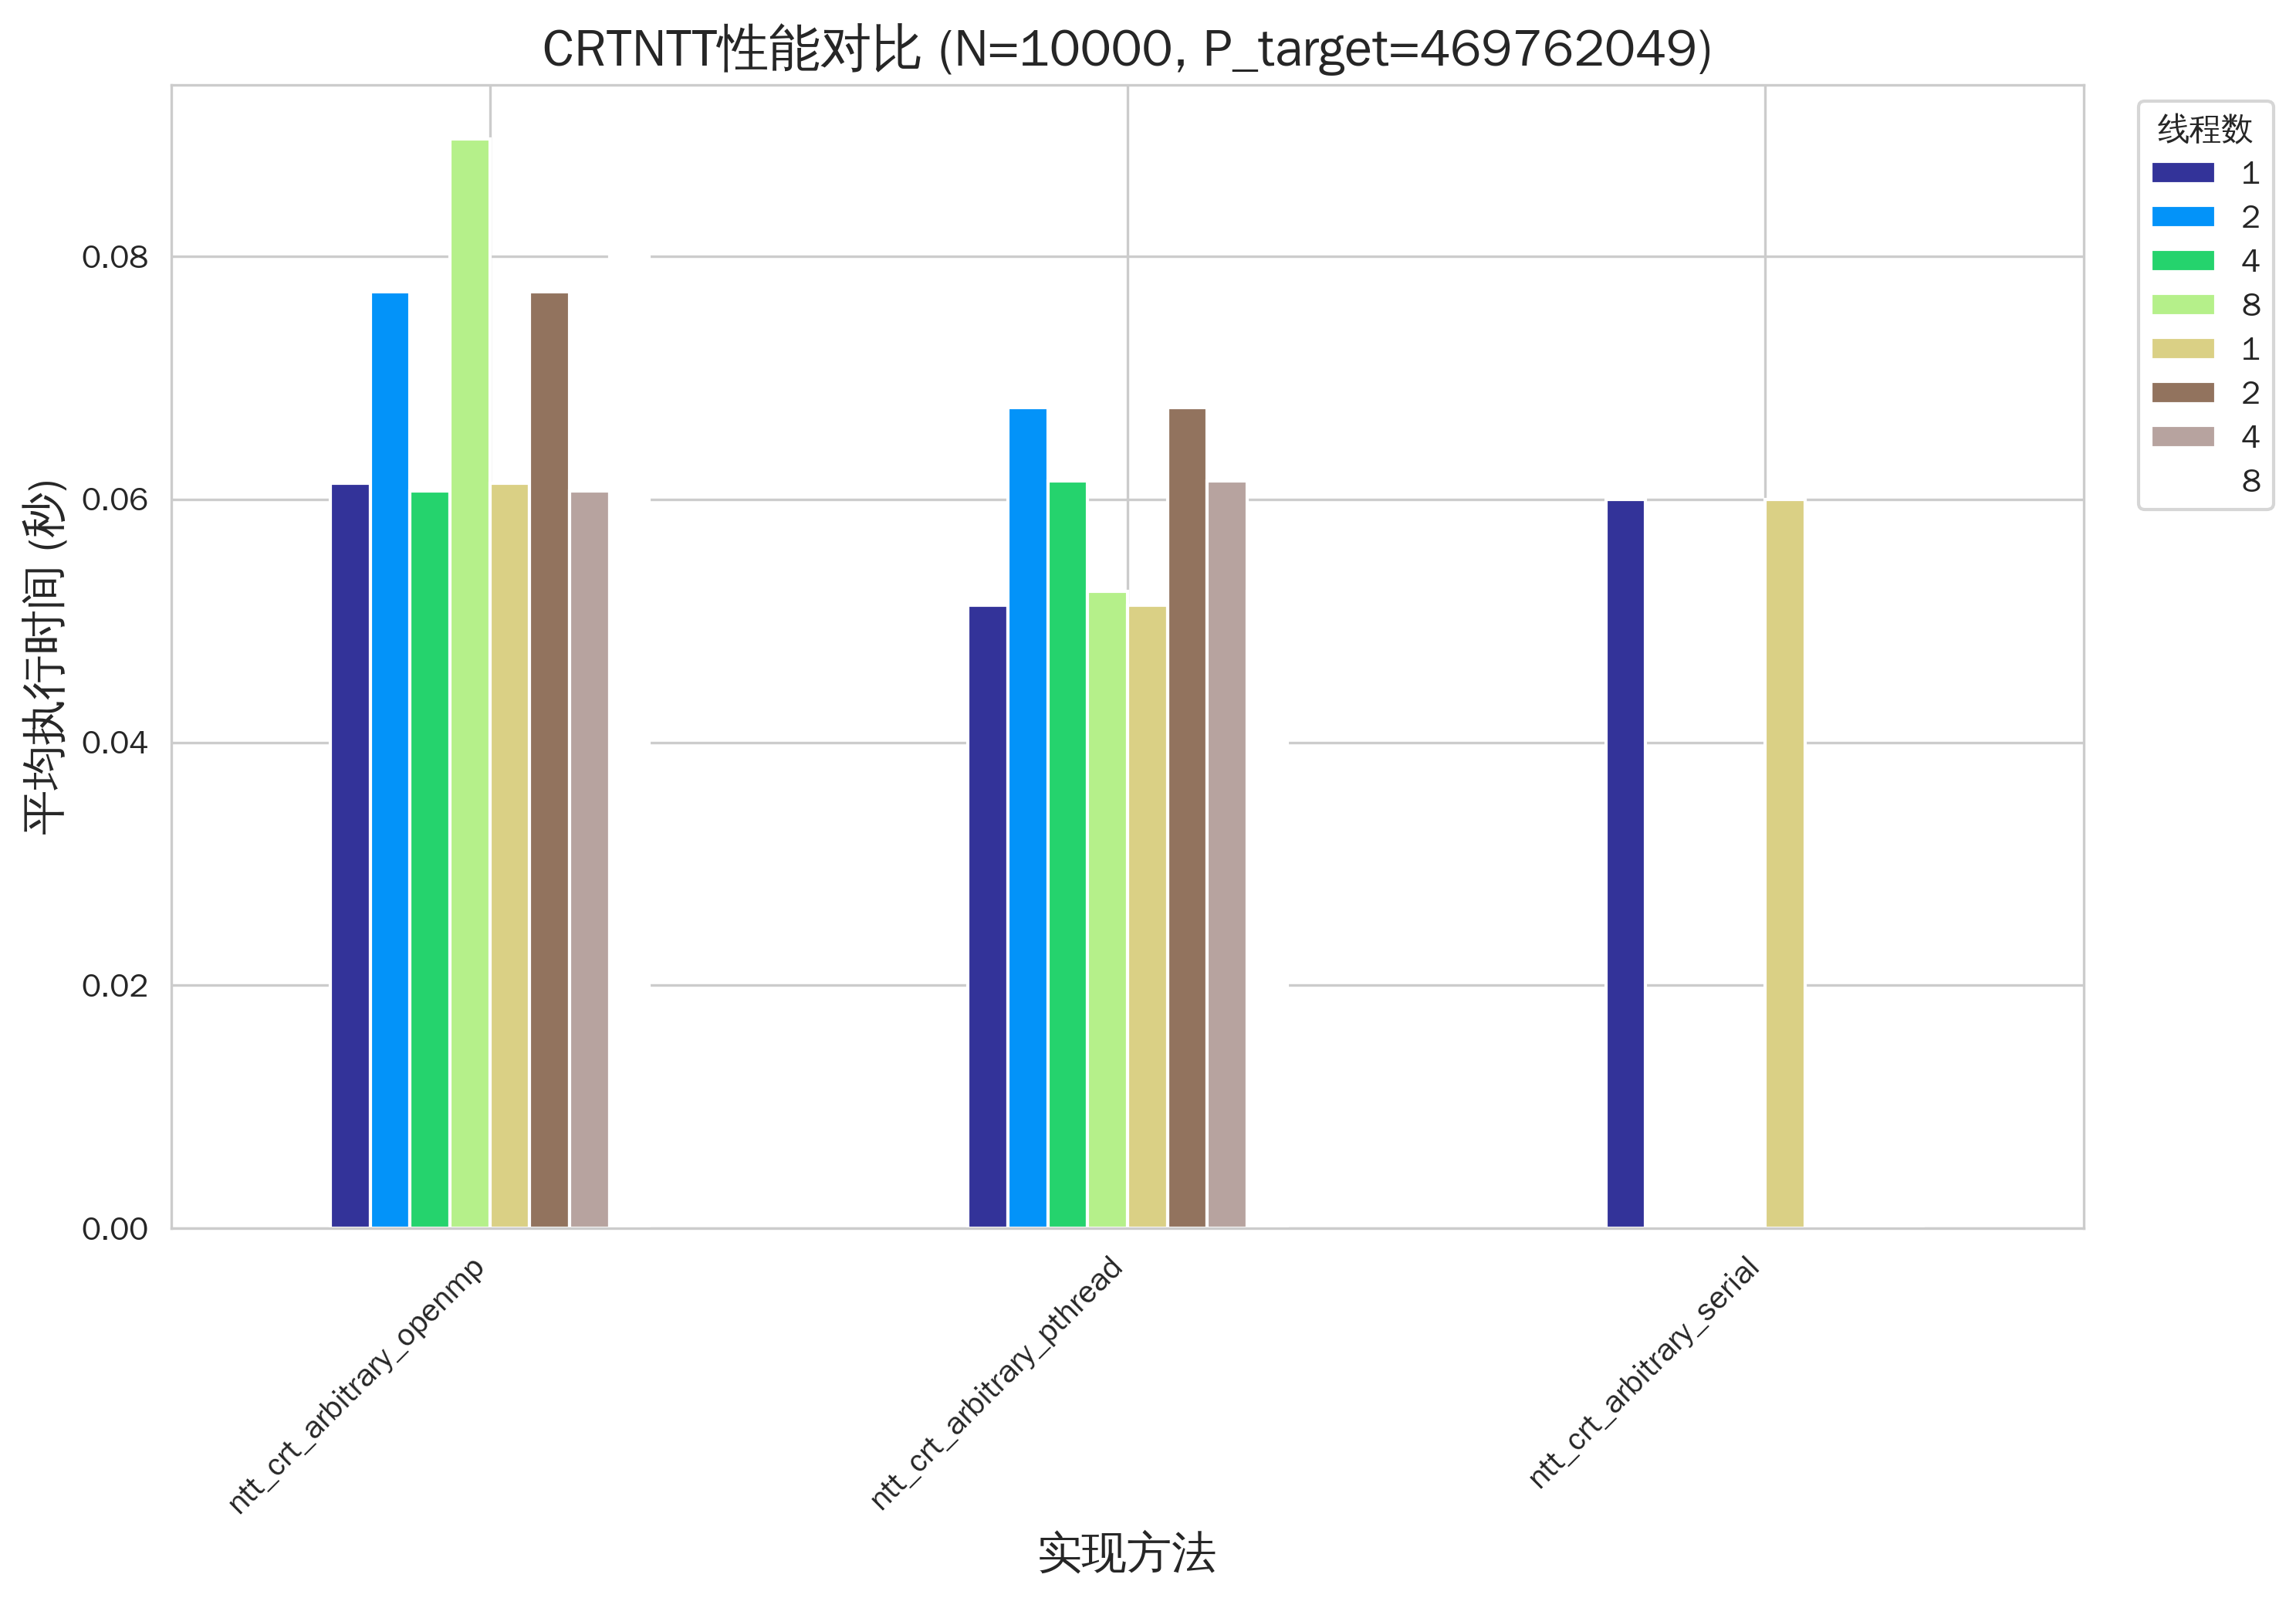 CRTNTT性能对比 (N=10000, P_target=469762049)
线程数
1
2
4
8
1
2
4
8
平均执行时间 (秒)
0.08
0.06
0.04
0.02
0.00
ntt_crt_arbitrary_openmp
ntt_crt_arbitrary_pthread
ntt_crt_arbitrary_serial
实现方法